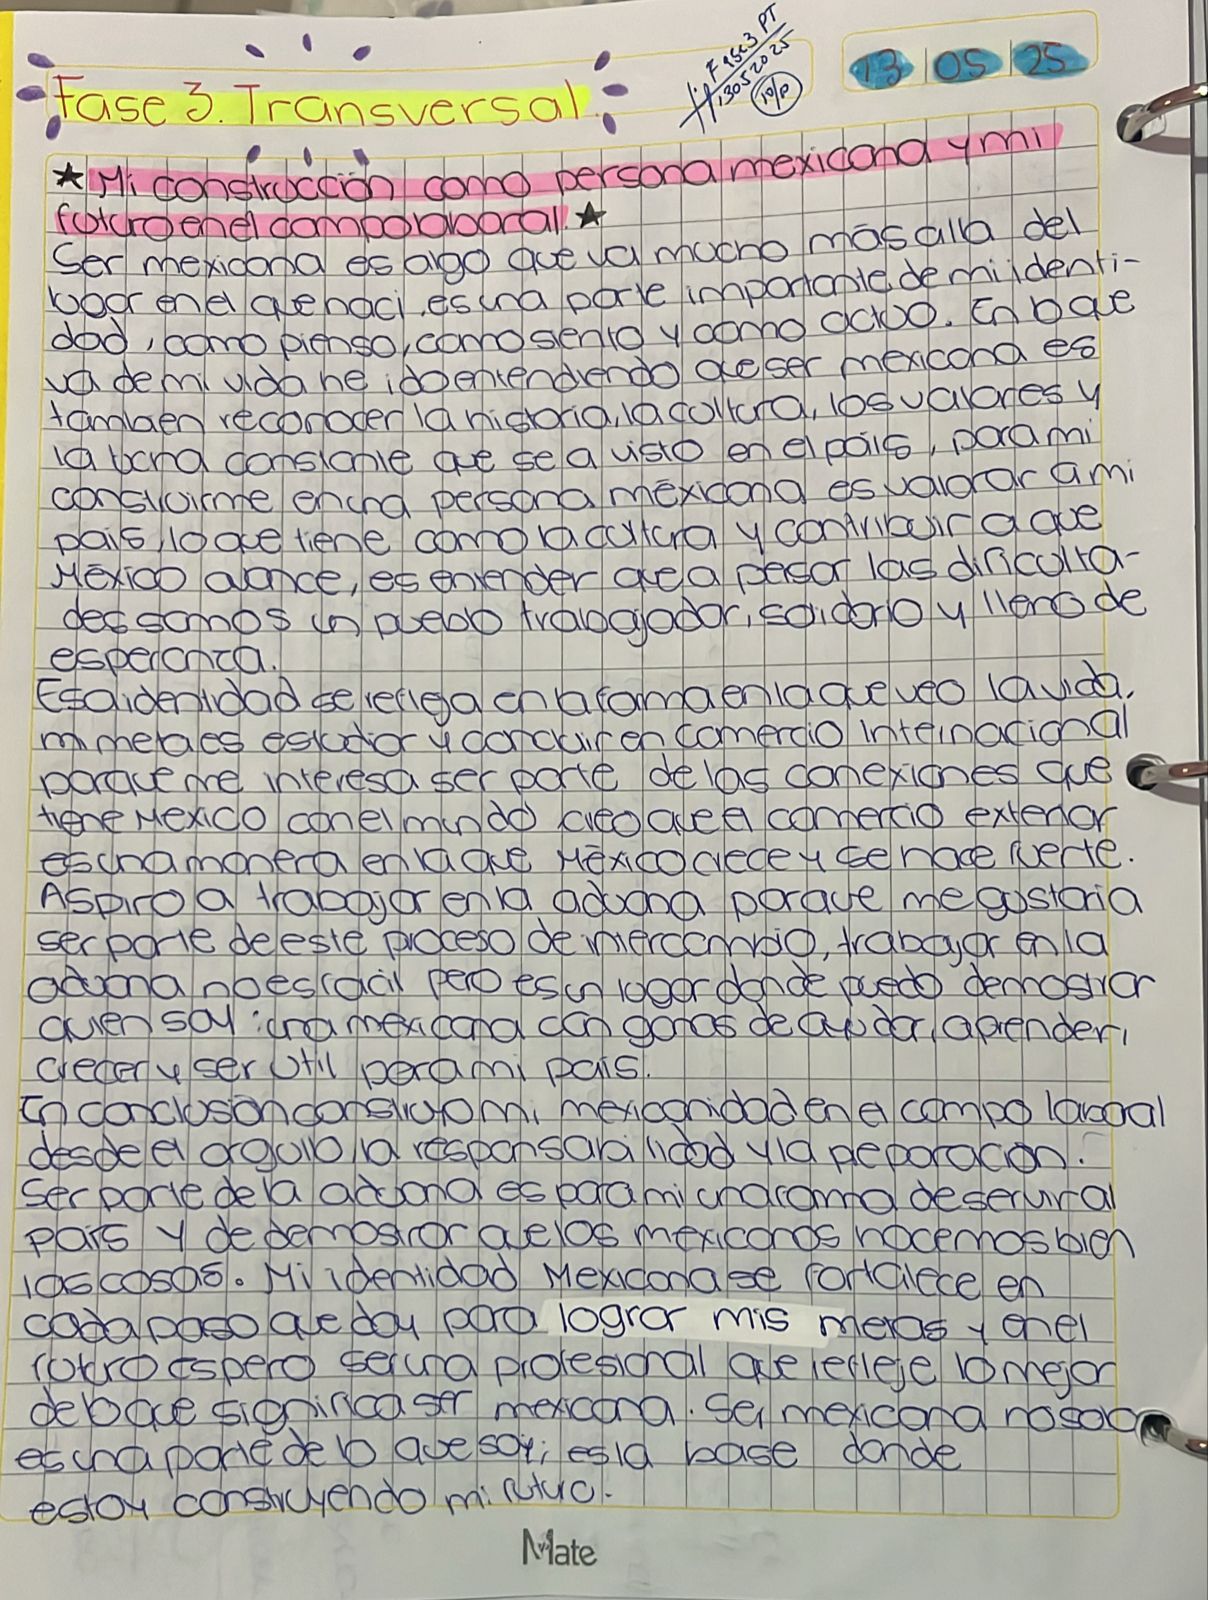 Fase 3 PT
13052025
10/P
13 | 05 | 25
Fase 3. Transversal.
★ Mi construcción como persona mexicana y mi
futuro en el campo laboral. ★
Ser mexicana es algo que va mucho más alla del
lugar en el que naci, es una parte importante de mi identi-
dad, como pienso, como siento y como actuo. En lo que
va de mi vida he ido entendiendo que ser mexicana es
tambien reconocer la historia, la cultura, los valores y
la lucha constante que se a visto en el país, para mi
construirme en una persona mexicana es valorar a mi
país, lo que tiene como la cultura y contribuir a que
México avance, es entender que a pesar las dificulta-
des somos un pueblo trabajador, solidario y lleno de
esperanza.
Esa identidad se refleja en la forma en la que veo la vida.
mi meta es estudiar y concluir en Comercio Internacional
porque me interesa ser parte de las conexiones que
tiene Mexico con el mundo creo que el comercio exterior
es una manera en la que México crece y se hace fuerte.
Aspiro a trabajar en la aduana porque me gustaria
ser parte de este proceso de intercambio, trabajar en la
aduana no es facil pero es un lugar donde puedo demostrar
quien soy: una mexicana con ganas de ayudar, aprender,
crecer y ser útil para mi país.
En conclusión construyo mi mexicanidad en el campo laboral
desde el orgullo, la responsabilidad y la preparación.
Ser parte de la aduana es para mi una forma de servir al
país y de demostrar que los mexicanos hacemos bien
las cosas. Mi identidad Mexicana se fortalece en
cada paso que doy para lograr mis metas y en el
futuro espero ser una profesional que refleje lo mejor
de lo que significa ser mexicana. Ser mexicana no solo
es una parte de lo que soy; es la base donde
estoy construyendo mi futuro.
Mate